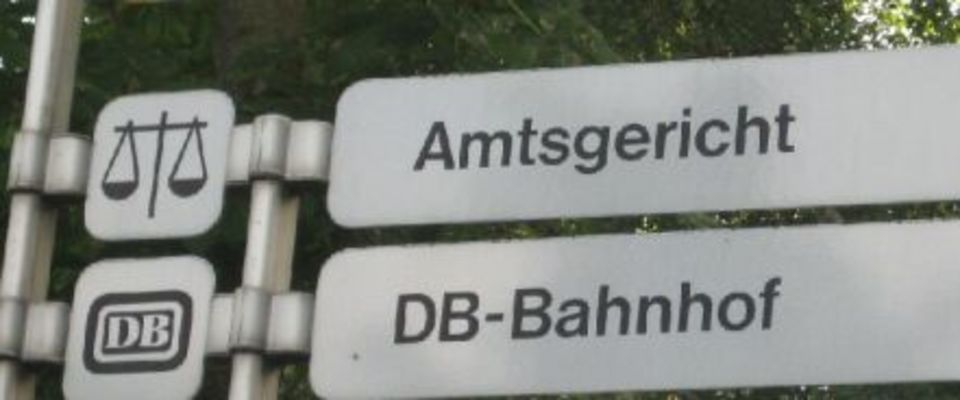 Amtsgericht
DB
DB-Bahnhof